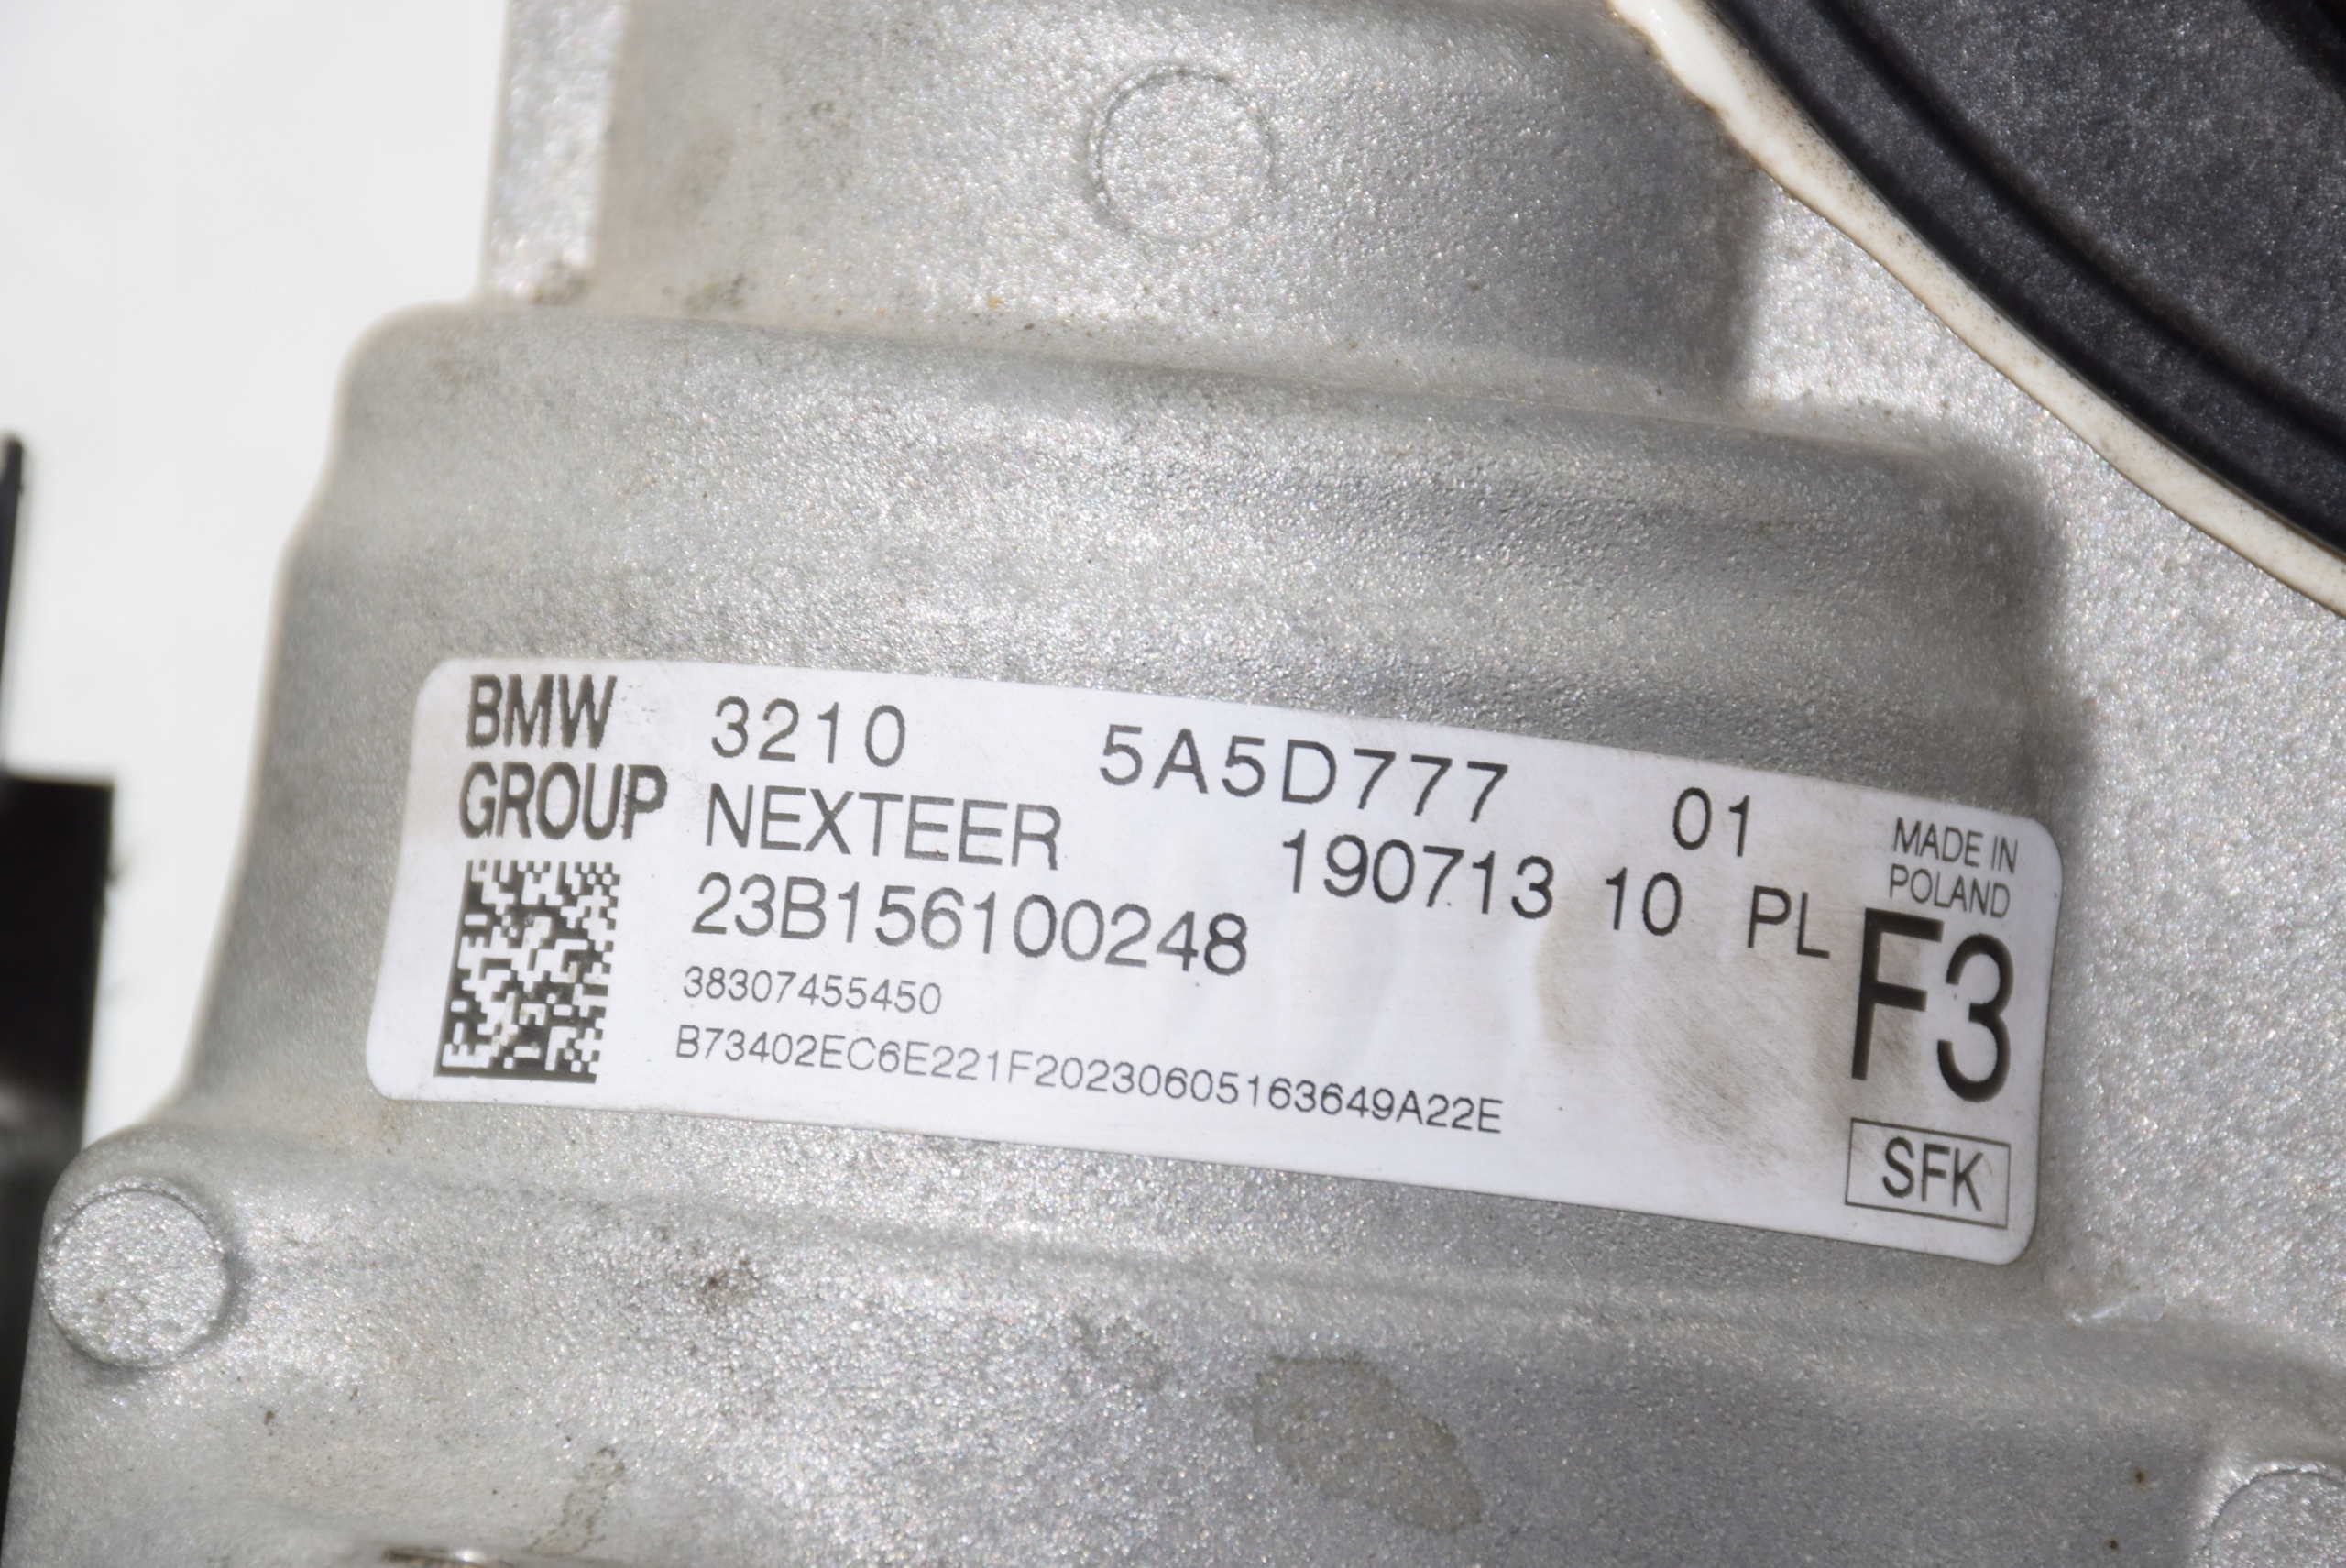 BMW GROUP
3210 5A5D777 01
NEXTEER 190713 10 PL
23B156100248
38307455450
B73402EC6E221F20230605163649A22E
MADE IN
POLAND
F3
SFK